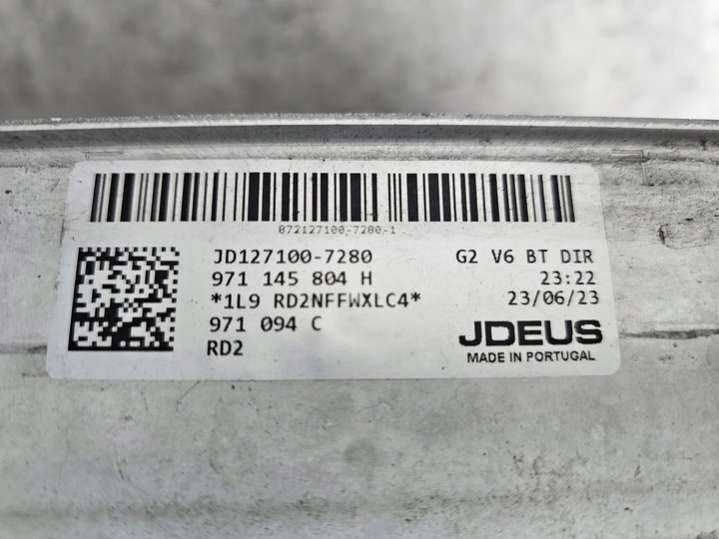 872127100-7280-1
JD127100-7280
G2 V6 BT DIR
971 145 804 H
23:22
*1L9 RD2NFFWXLC4*
23/06/23
971 094 C
JDEUS
RD2
MADE IN PORTUGAL